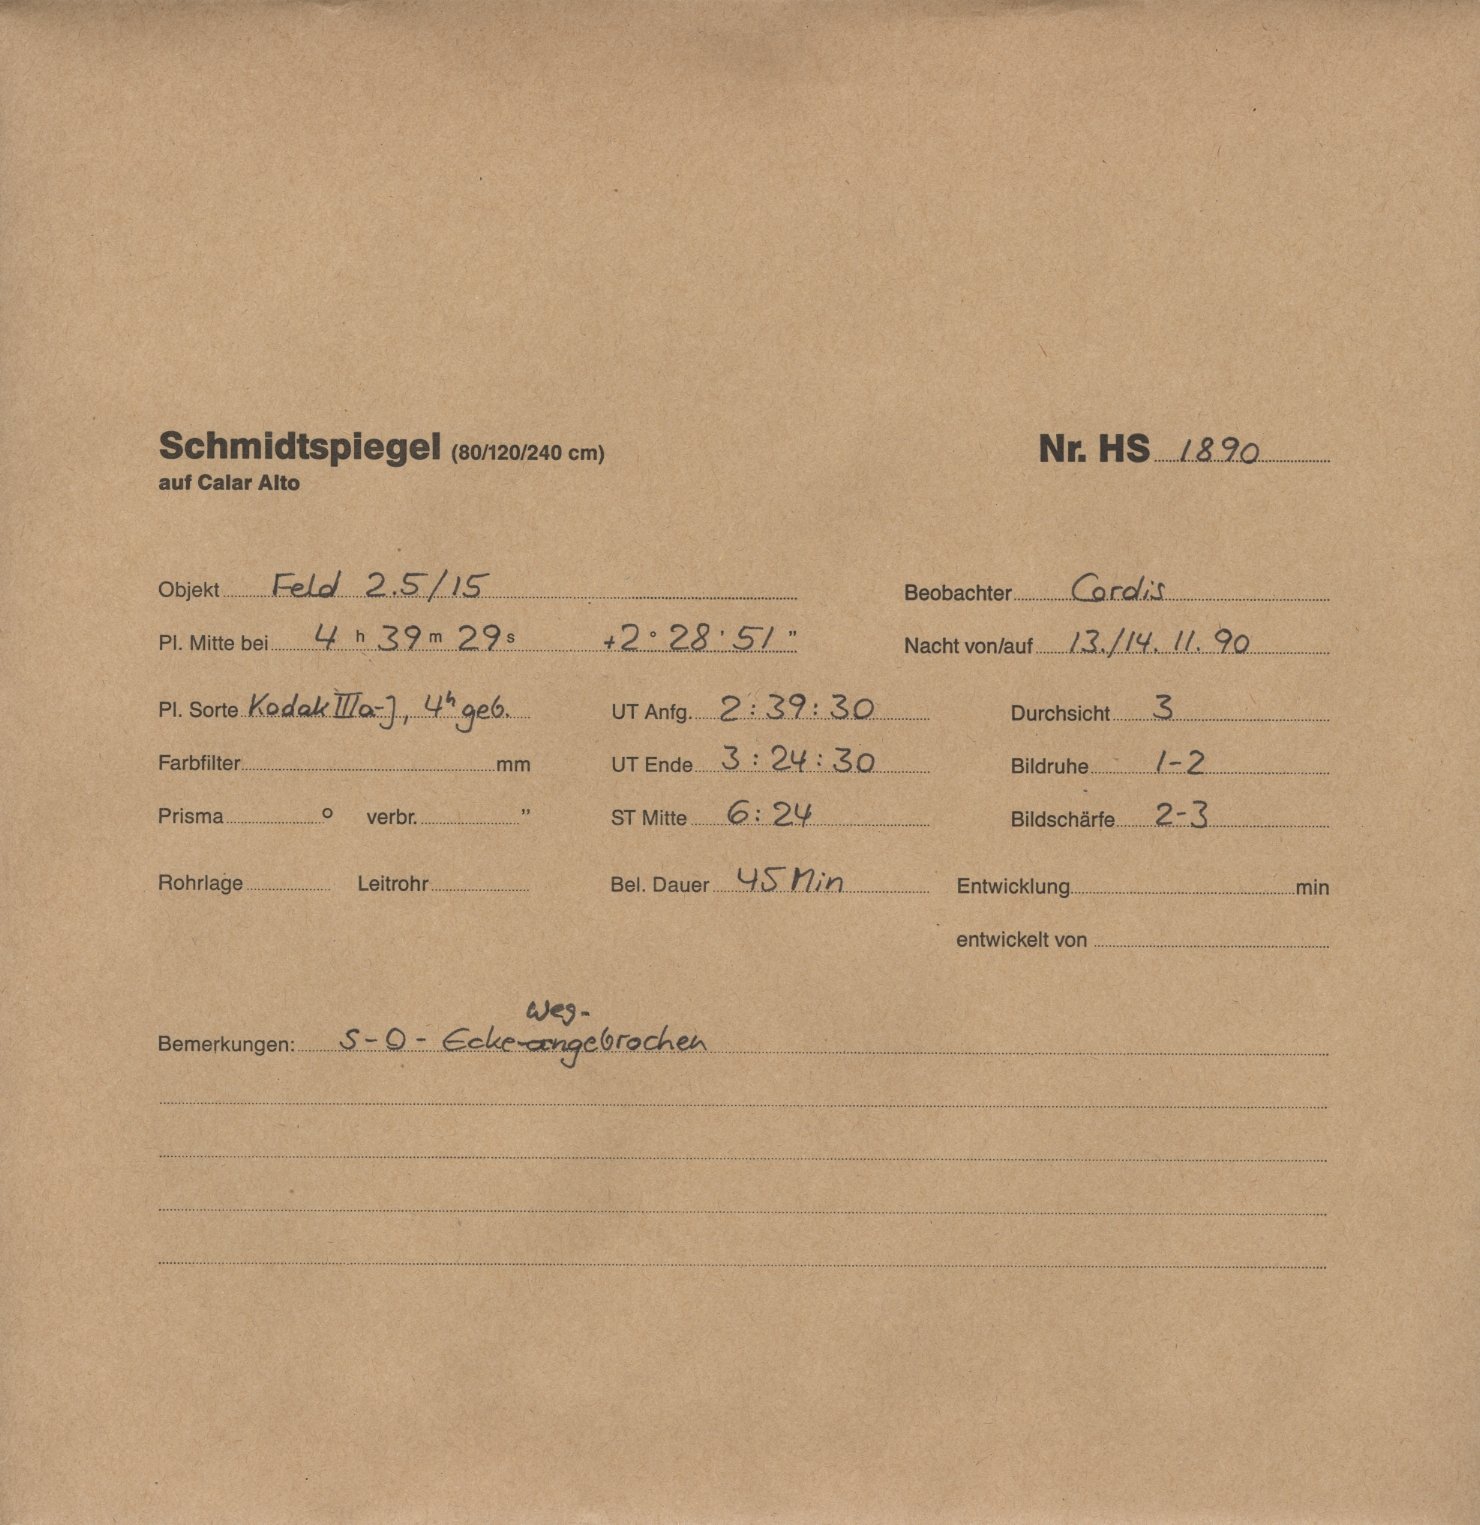 Schmidtspiegel (80/120/240 cm) Nr. HS 1890
auf Calar Alto
Objekt Feld 2.5/15 Beobachter Cordis
Pl. Mitte bei 4 h 39 m 29 s +2 ° 28 ' 51 " Nacht von/auf 13./14. 11. 90
Pl. Sorte Kodak IIIa-J, 4h geb. UT Anfg. 2:39:30 Durchsicht 3
Farbfilter mm UT Ende 3:24:30 Bildruhe 1-2
Prisma ° verbr. " ST Mitte 6:24 Bildschärfe 2-3
Rohrlage Leitrohr Bel. Dauer 45 Min Entwicklung min
entwickelt von
weg-
Bemerkungen: S-O-Ecke angebrochen